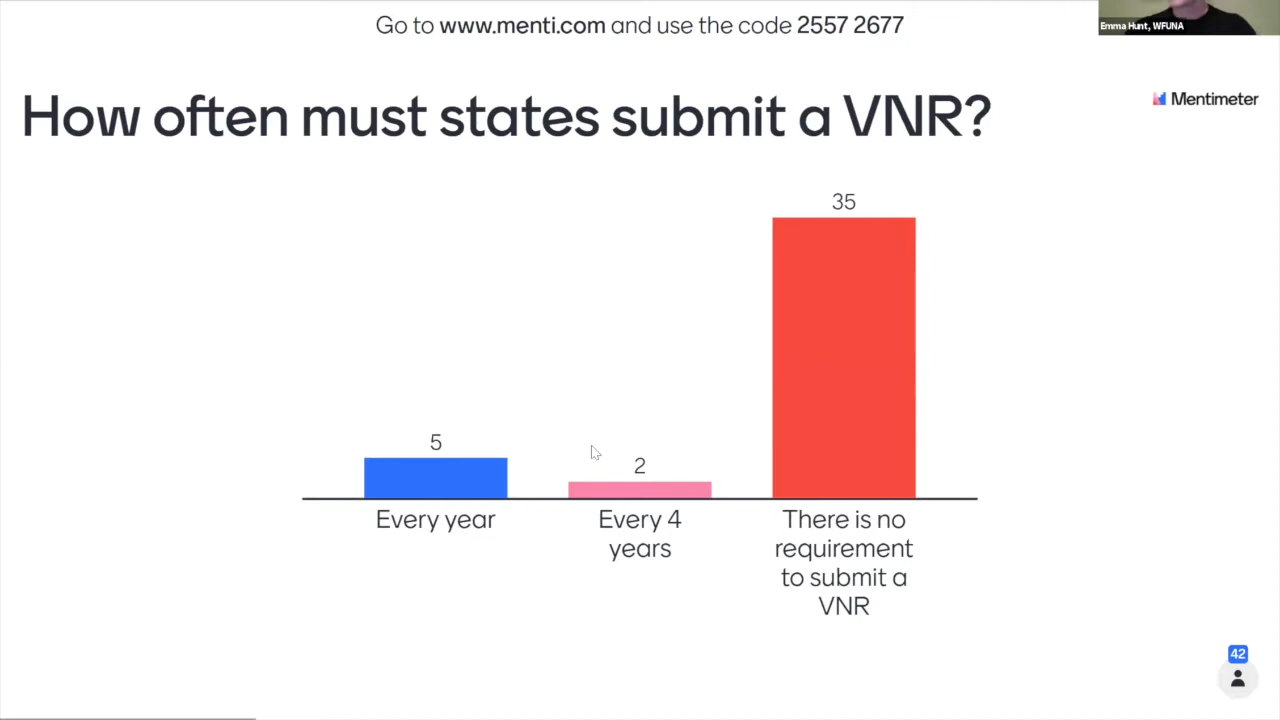 Go to www.menti.com and use the code 2557 2677
Emma Hunt, WFUNA
How often must states submit a VNR?
Mentimeter
35
5
2
Every year
Every 4
years
There is no
requirement
to submit a
VNR
42